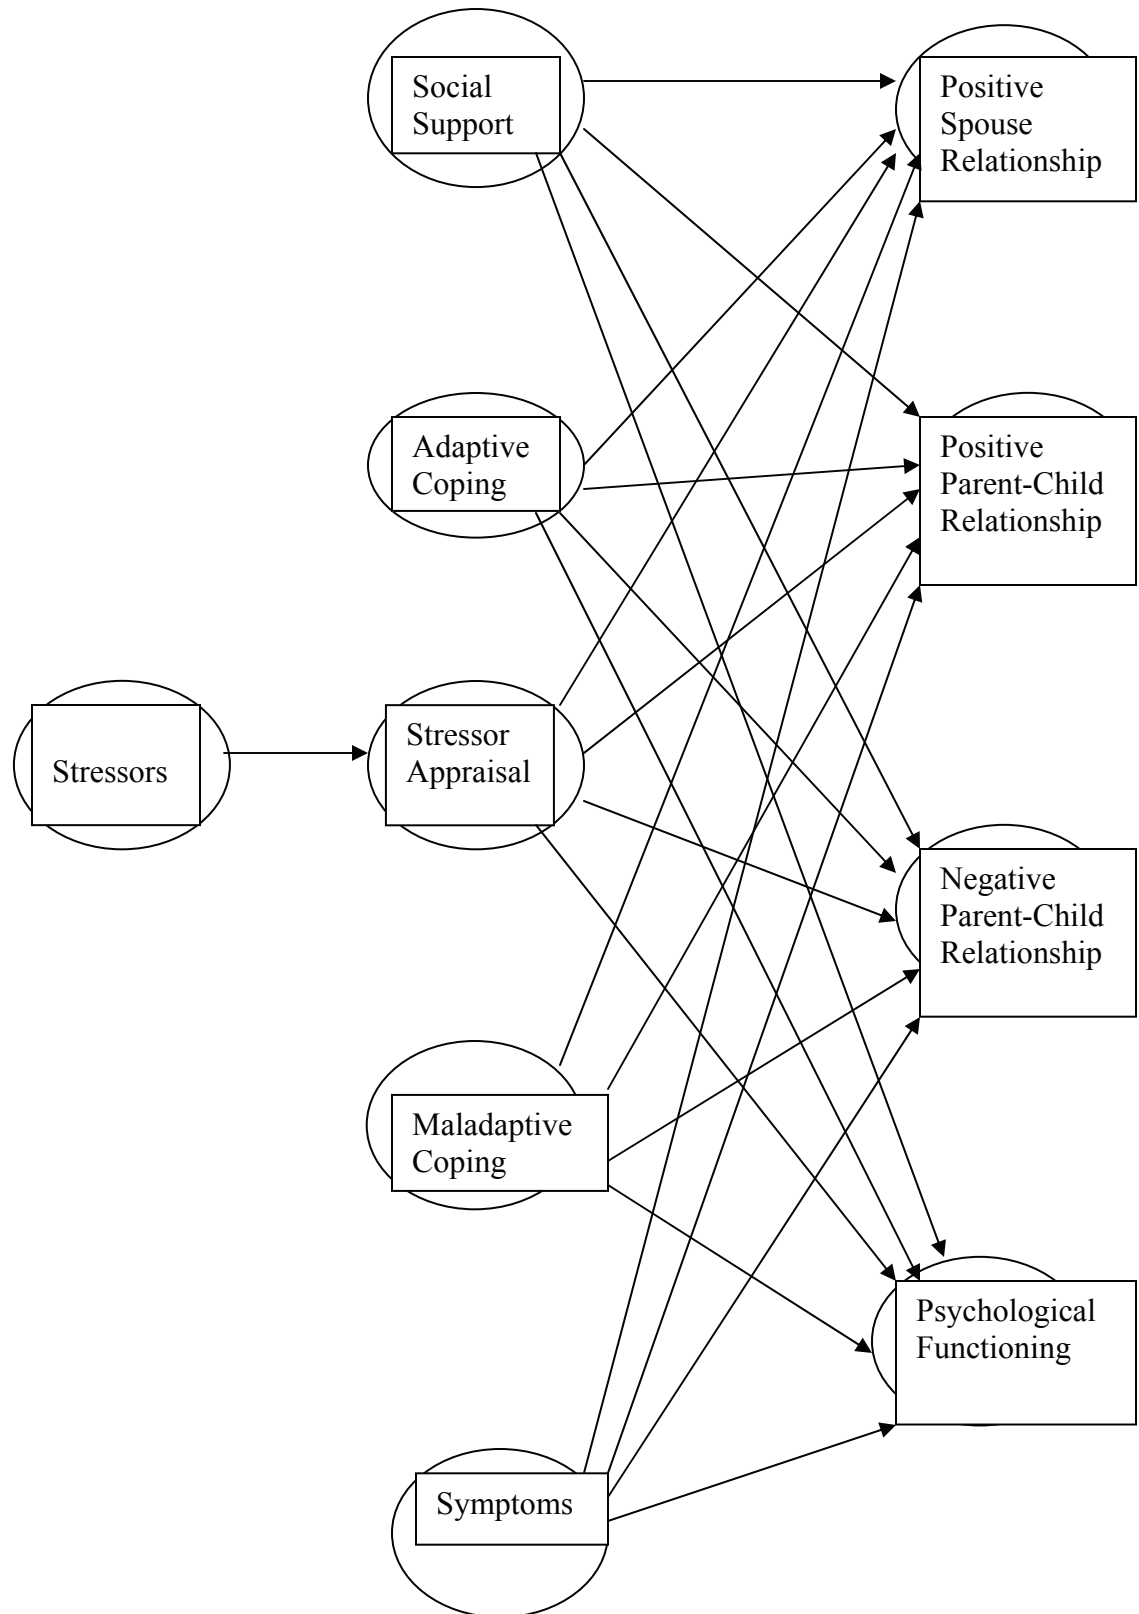 Social
Support
Positive
Spouse
Relationship
Adaptive
Coping
Positive
Parent-Child
Relationship
Stressors
Stressor
Appraisal
Negative
Parent-Child
Relationship
Maladaptive
Coping
Psychological
Functioning
Symptoms